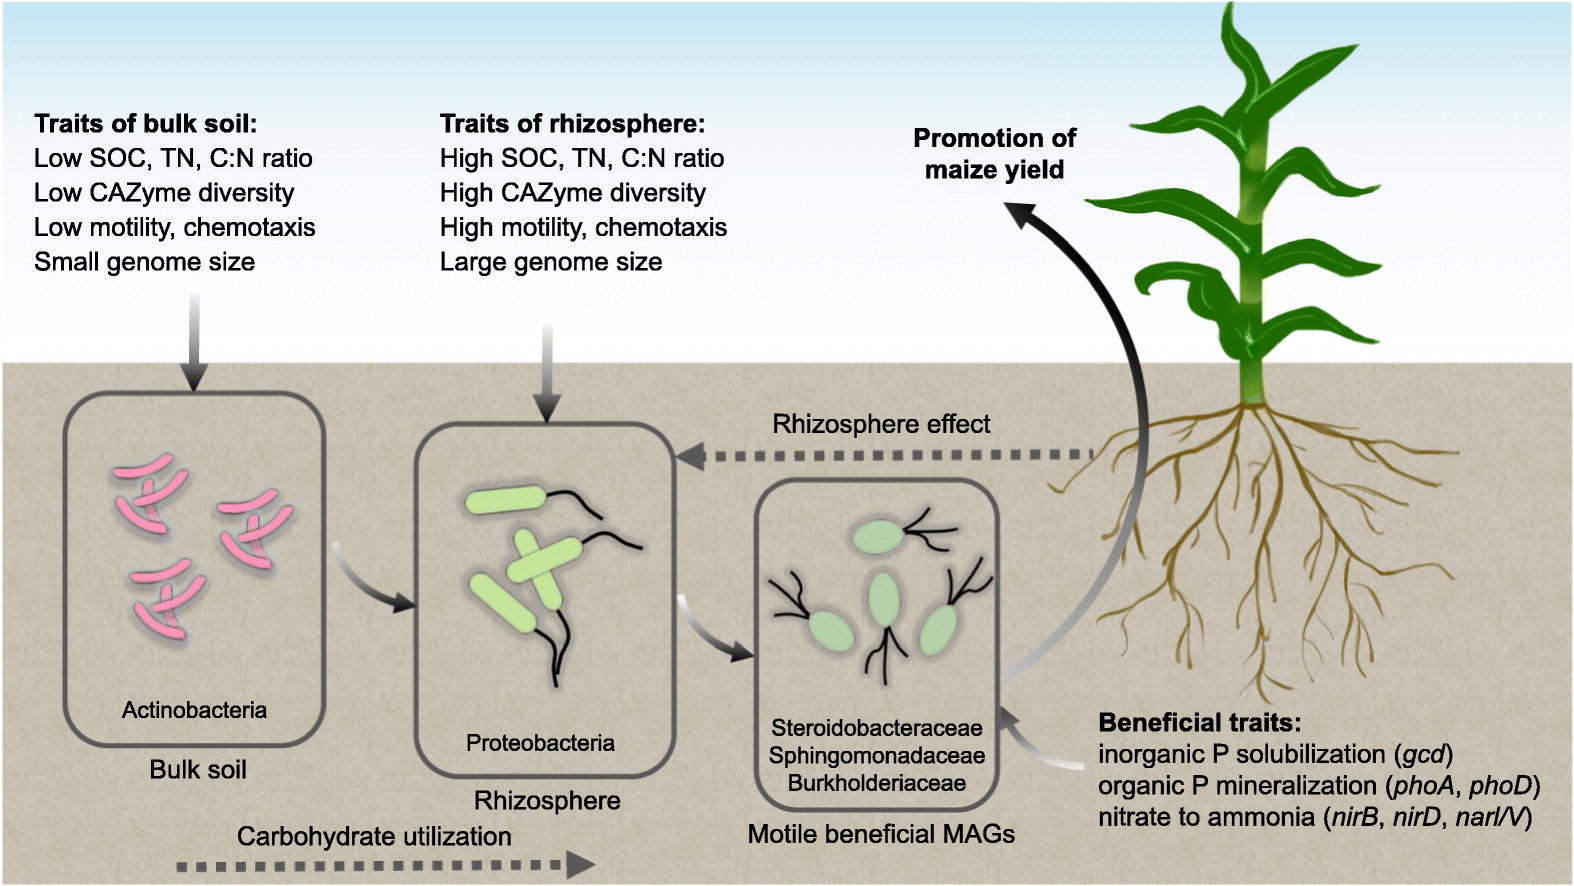 Traits of bulk soil:
Low SOC, TN, C:N ratio
Low CAZyme diversity
Low motility, chemotaxis
Small genome size
Traits of rhizosphere:
High SOC, TN, C:N ratio
High CAZyme diversity
High motility, chemotaxis
Large genome size
Promotion of
maize yield
Rhizosphere effect
Actinobacteria
Bulk soil
Proteobacteria
Rhizosphere
Steroidobacteraceae
Sphingomonadaceae
Burkholderiaceae
Motile beneficial MAGs
Beneficial traits:
inorganic P solubilization (gcd)
organic P mineralization (phoA, phoD)
nitrate to ammonia (nirB, nirD, narI/V)
Carbohydrate utilization